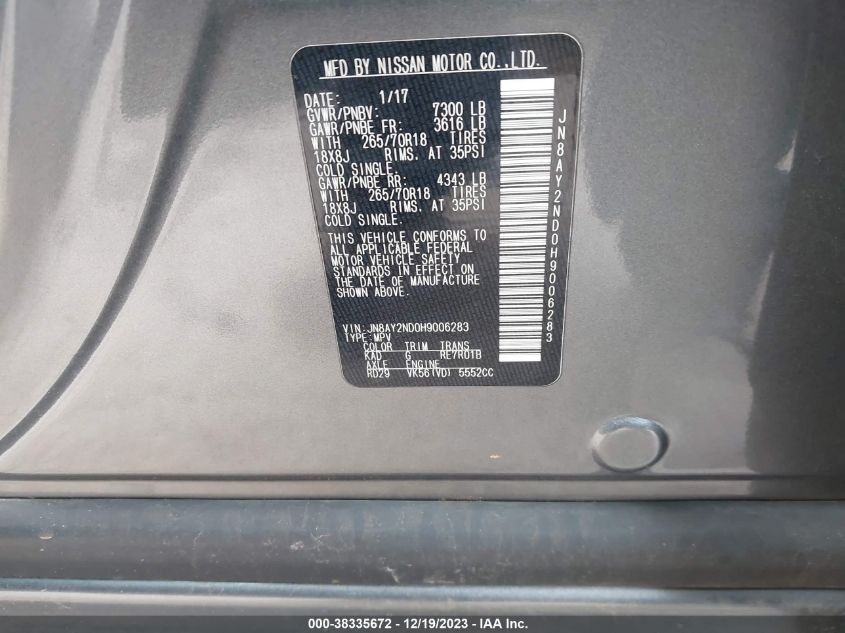 MFD BY NISSAN MOTOR CO.,LTD.
DATE: 1/17
GVWR/PNBV: 7300 LB
GAWR/PNBE FR: 3616 LB
WITH 265/70R18 TIRES
18X8J RIMS. AT 35PSI
COLD SINGLE.
GAWR/PNBE RR: 4343 LB
WITH 265/70R18 TIRES
18X8J RIMS. AT 35PSI
COLD SINGLE.
THIS VEHICLE CONFORMS TO
ALL APPLICABLE FEDERAL
MOTOR VEHICLE SAFETY
STANDARDS IN EFFECT ON
THE DATE OF MANUFACTURE
SHOWN ABOVE.
VIN:JN8AY2ND0H9006283
TYPE:MPV
COLOR TRIM TRANS
KAD G RE7R01B
AXLE ENGINE
RD29 VK56(VD) 5552CC
JN8AY2ND0H9006283
000-38335672 - 12/19/2023 - IAA Inc.